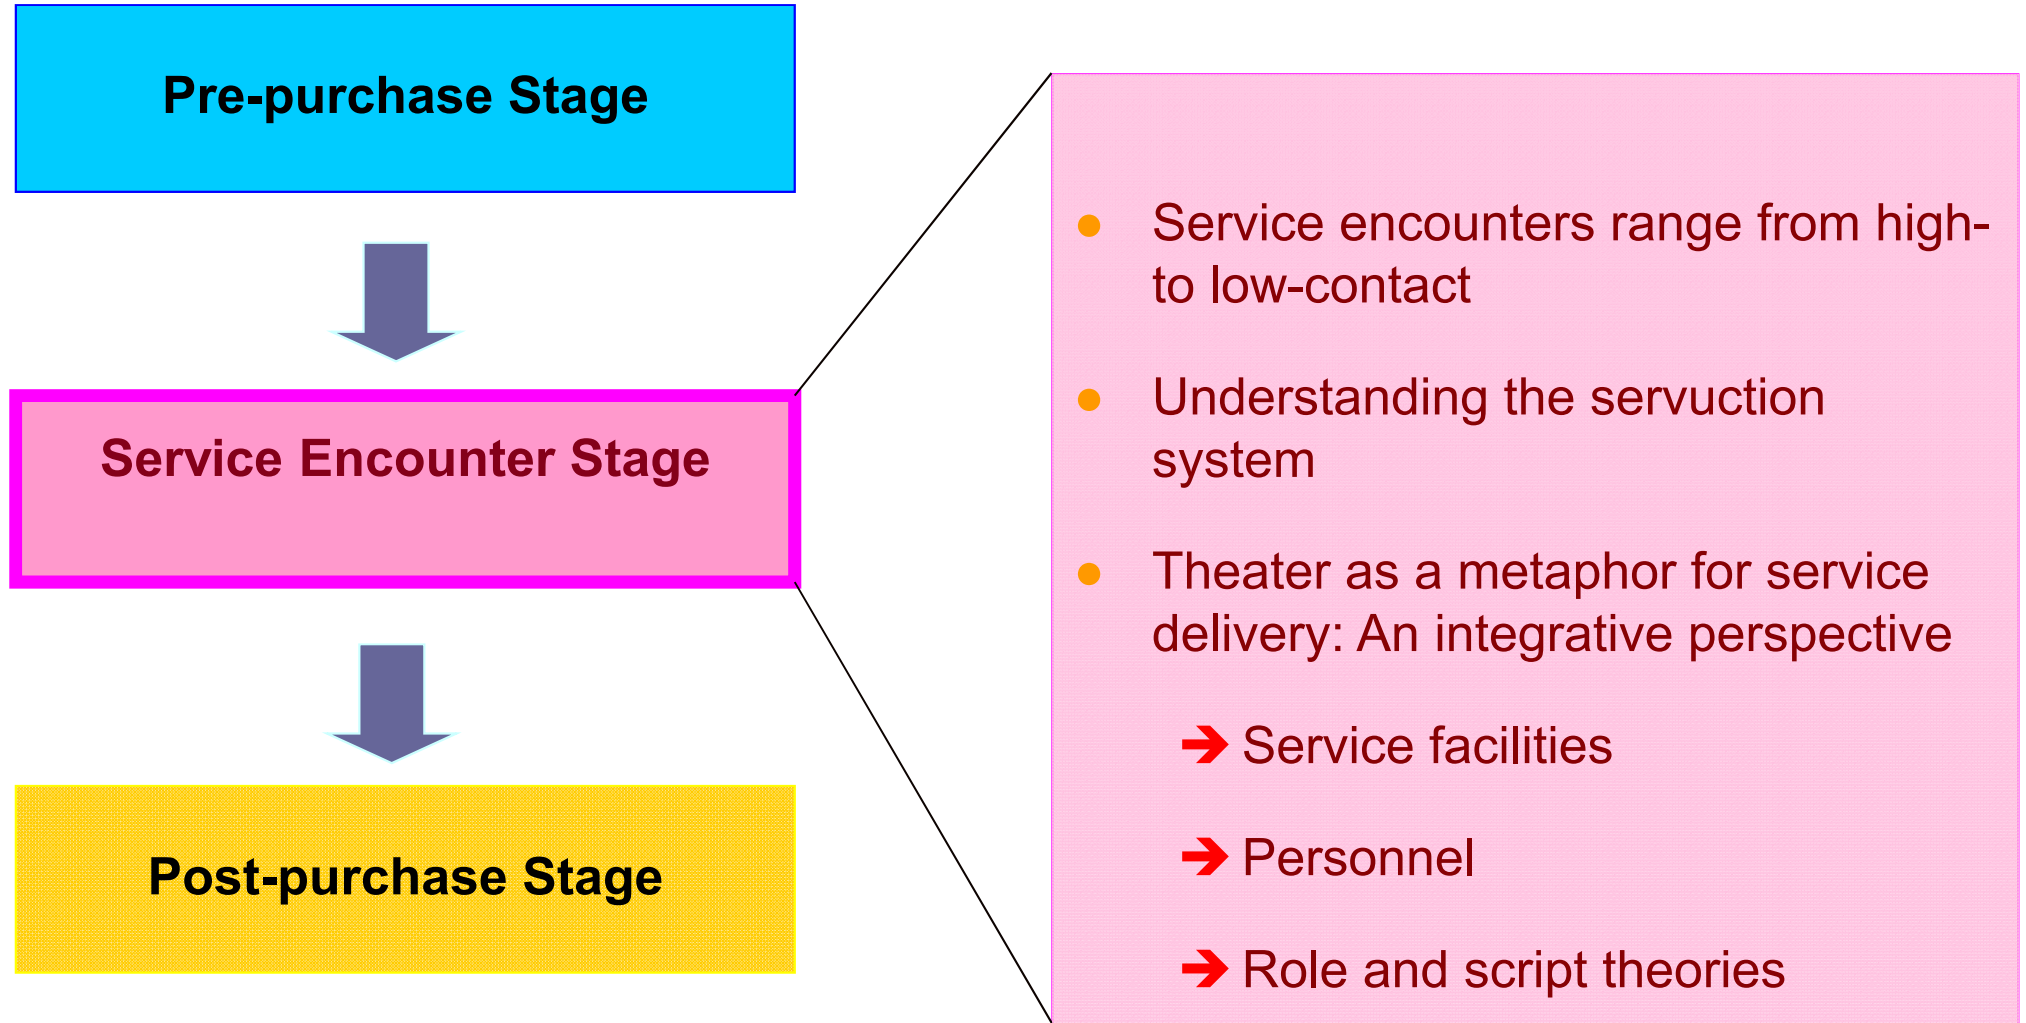 Pre-purchase Stage
Service Encounter Stage
Post-purchase Stage
Service encounters range from high-
to low-contact
Understanding the servuction
system
Theater as a metaphor for service
delivery: An integrative perspective
Service facilities
Personnel
Role and script theories